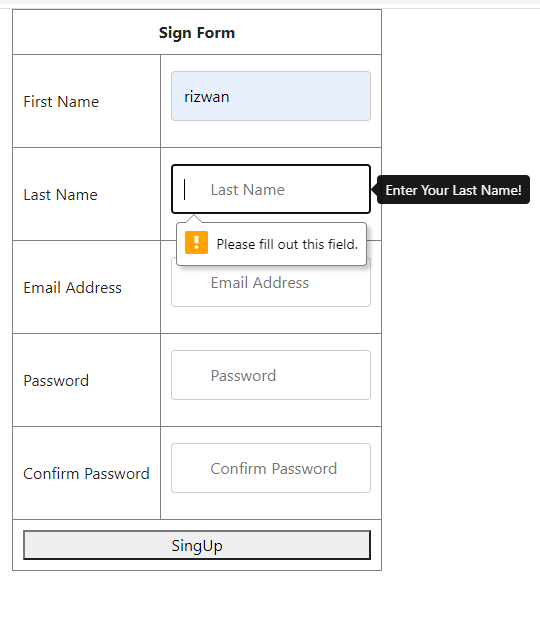 Sign Form
First Name
rizwan
Last Name
Last Name
Enter Your Last Name!
Please fill out this field.
Email Address
Email Address
Password
Password
Confirm Password
Confirm Password
SingUp